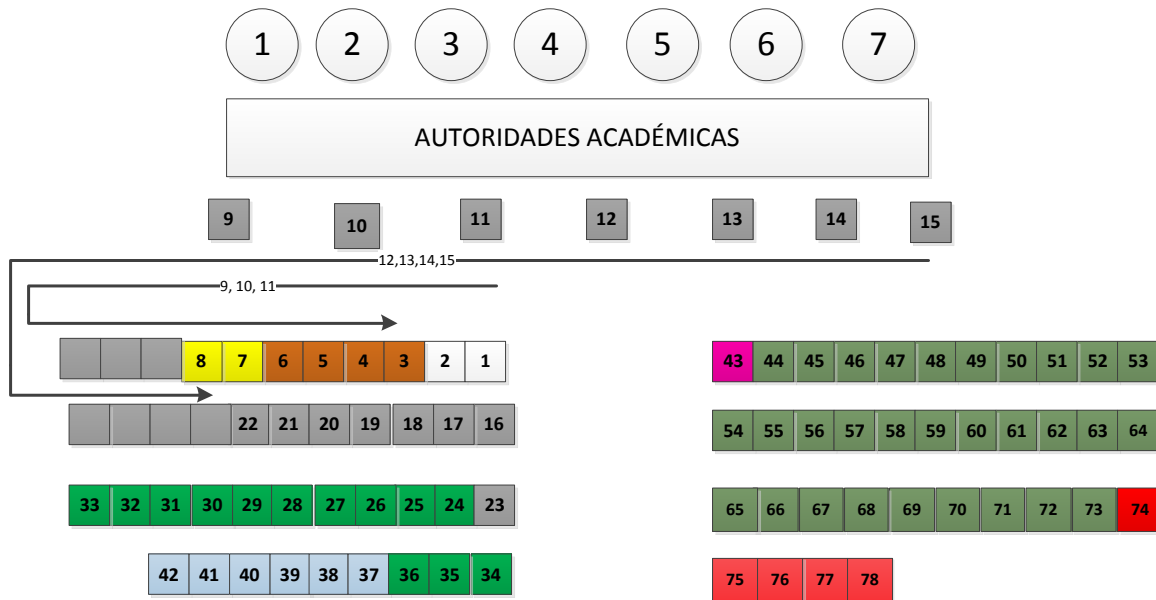 1 2 3 4 5 6 7
AUTORIDADES ACADÉMICAS
9 10 11 12 13 14 15
12,13,14,15
9, 10, 11
8 7 6 5 4 3 2 1 43 44 45 46 47 48 49 50 51 52 53
22 21 20 19 18 17 16 54 55 56 57 58 59 60 61 62 63 64
33 32 31 30 29 28 27 26 25 24 23 65 66 67 68 69 70 71 72 73 74
42 41 40 39 38 37 36 35 34 75 76 77 78